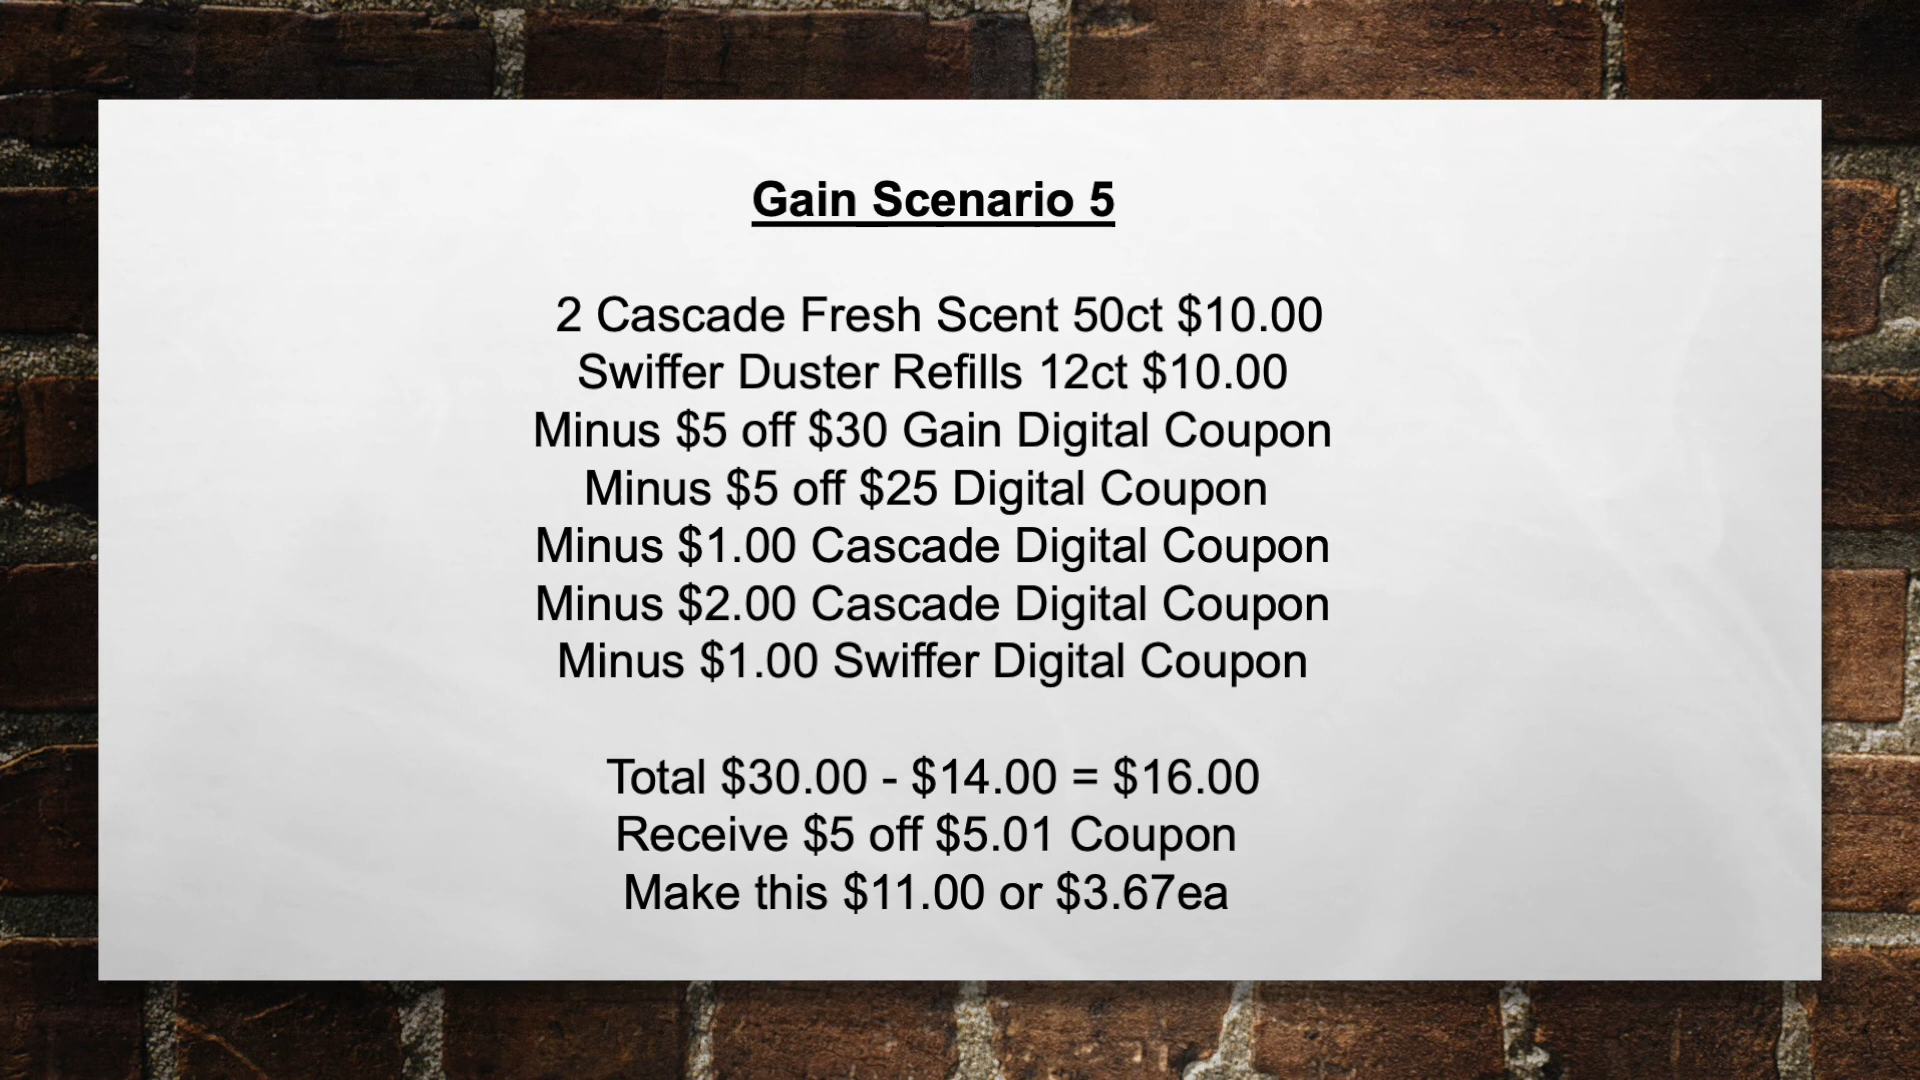 Gain Scenario 5
2 Cascade Fresh Scent 50ct $10.00
Swiffer Duster Refills 12ct $10.00
Minus $5 off $30 Gain Digital Coupon
Minus $5 off $25 Digital Coupon
Minus $1.00 Cascade Digital Coupon
Minus $2.00 Cascade Digital Coupon
Minus $1.00 Swiffer Digital Coupon
Total $30.00 - $14.00 = $16.00
Receive $5 off $5.01 Coupon
Make this $11.00 or $3.67ea